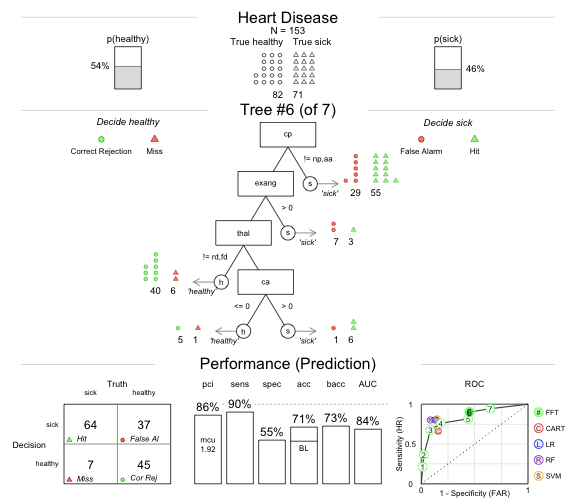 Heart Disease
N = 153
p(healthy)
True healthy True sick
p(sick)
54%
46%
82 71
Tree #6 (of 7)
Decide healthy
Decide sick
Correct Rejection Miss
False Alarm Hit
cp
!= np,aa
exang
s
'sick'
29 55
> 0
thal
s
'sick'
7 3
!= rd,fd
h
'healthy'
40 6
ca
<= 0 > 0
h
'healthy'
5 1
s
'sick'
1 6
Performance (Prediction)
Truth
sick healthy
Decision
sick
64 37
Hit False Al
healthy
7 45
Miss Cor Rej
pci sens spec acc bacc AUC
86% 90% 55% 71% 73% 84%
mcu
1.92
BL
ROC
Sensitivity (HR)
1
0
0 1
1 - Specificity (FAR)
1
2
3
4
5
6
7
# FFT
C CART
L LR
R RF
S SVM